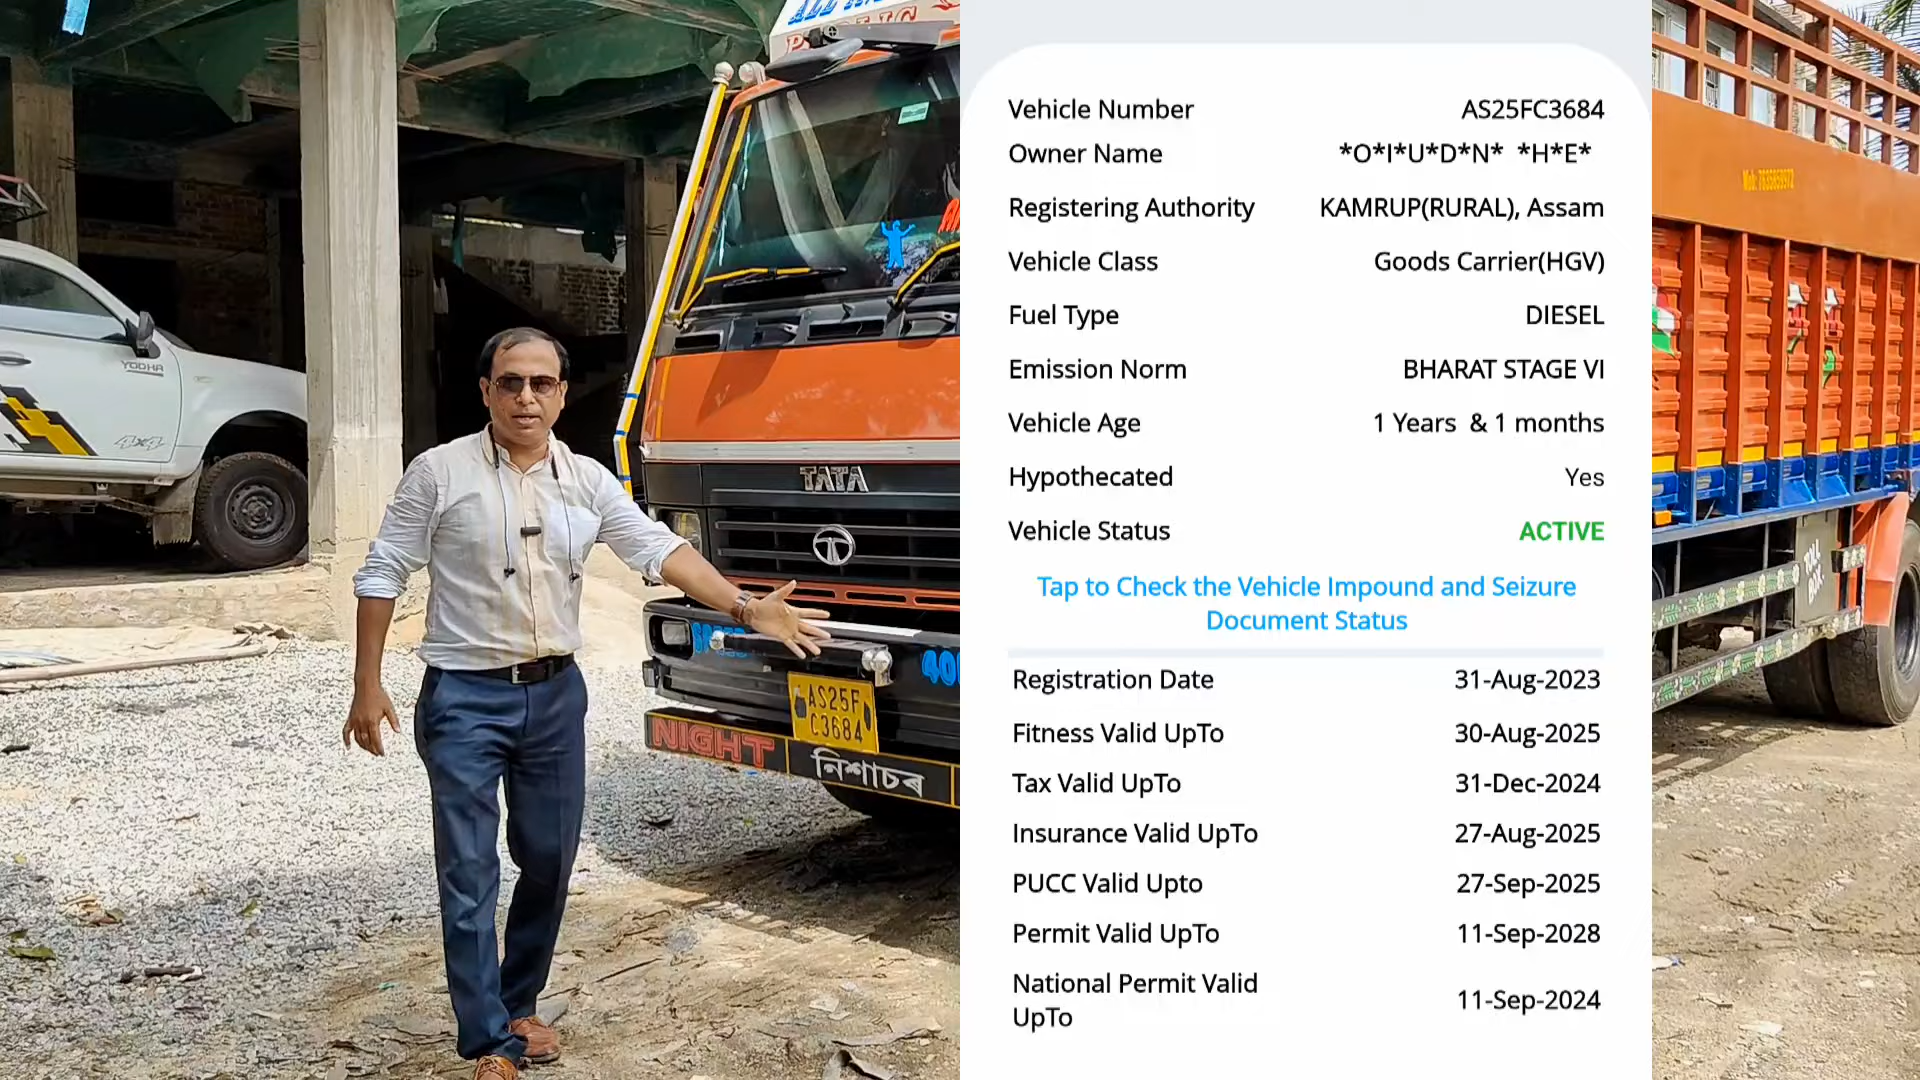 YODHA
4x4
TATA
SPEED
40
AS25F
C3684
NIGHT
নিশাচৰ
Vehicle Number AS25FC3684
Owner Name *O*I*U*D*N* *H*E*
Registering Authority KAMRUP(RURAL), Assam
Vehicle Class Goods Carrier(HGV)
Fuel Type DIESEL
Emission Norm BHARAT STAGE VI
Vehicle Age 1 Years & 1 months
Hypothecated Yes
Vehicle Status ACTIVE
Tap to Check the Vehicle Impound and Seizure
Document Status
Registration Date 31-Aug-2023
Fitness Valid UpTo 30-Aug-2025
Tax Valid UpTo 31-Dec-2024
Insurance Valid UpTo 27-Aug-2025
PUCC Valid Upto 27-Sep-2025
Permit Valid UpTo 11-Sep-2028
National Permit Valid
UpTo 11-Sep-2024